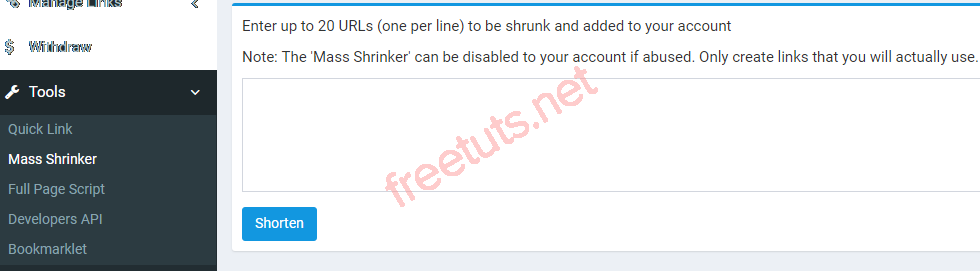 Manage Links
Withdraw
Tools
Quick Link
Mass Shrinker
Full Page Script
Developers API
Bookmarklet
Enter up to 20 URLs (one per line) to be shrunk and added to your account
Note: The 'Mass Shrinker' can be disabled to your account if abused. Only create links that you will actually use.
freetuts.net
Shorten